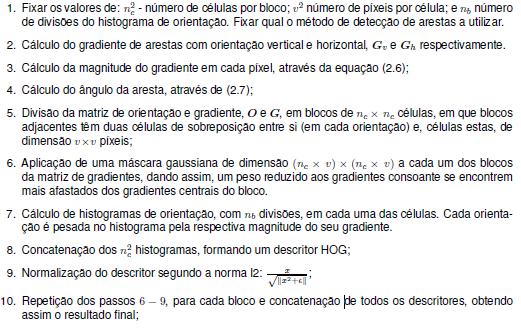 1. Fixar os valores de: $n_c^2$ - número de células por bloco; $v^2$ número de píxeis por célula; e $n_b$ número
de divisões do histograma de orientação. Fixar qual o método de detecção de arestas a utilizar.
2. Cálculo do gradiente de arestas com orientação vertical e horizontal, $G_v$ e $G_h$ respectivamente.
3. Cálculo da magnitude do gradiente em cada píxel, através da equação (2.6);
4. Cálculo do ângulo da aresta, através de (2.7);
5. Divisão da matriz de orientação e gradiente, $O$ e $G$, em blocos de $n_c \times n_c$ células, em que blocos
adjacentes têm duas células de sobreposição entre si (em cada orientação) e, células estas, de
dimensão $v \times v$ píxeis;
6. Aplicação de uma máscara gaussiana de dimensão $(n_c \times v) \times (n_c \times v)$ a cada um dos blocos
da matriz de gradientes, dando assim, um peso reduzido aos gradientes consoante se encontrem
mais afastados dos gradientes centrais do bloco.
7. Cálculo de histogramas de orientação, com $n_b$ divisões, em cada uma das células. Cada orienta-
ção é pesada no histograma pela respectiva magnitude do seu gradiente.
8. Concatenação dos $n_c^2$ histogramas, formando um descritor HOG;
9. Normalização do descritor segundo a norma l2: $\frac{x}{\sqrt{\|x^2+\epsilon\|}}$;
10. Repetição dos passos $6-9$, para cada bloco e concatenação de todos os descritores, obtendo
assim o resultado final;